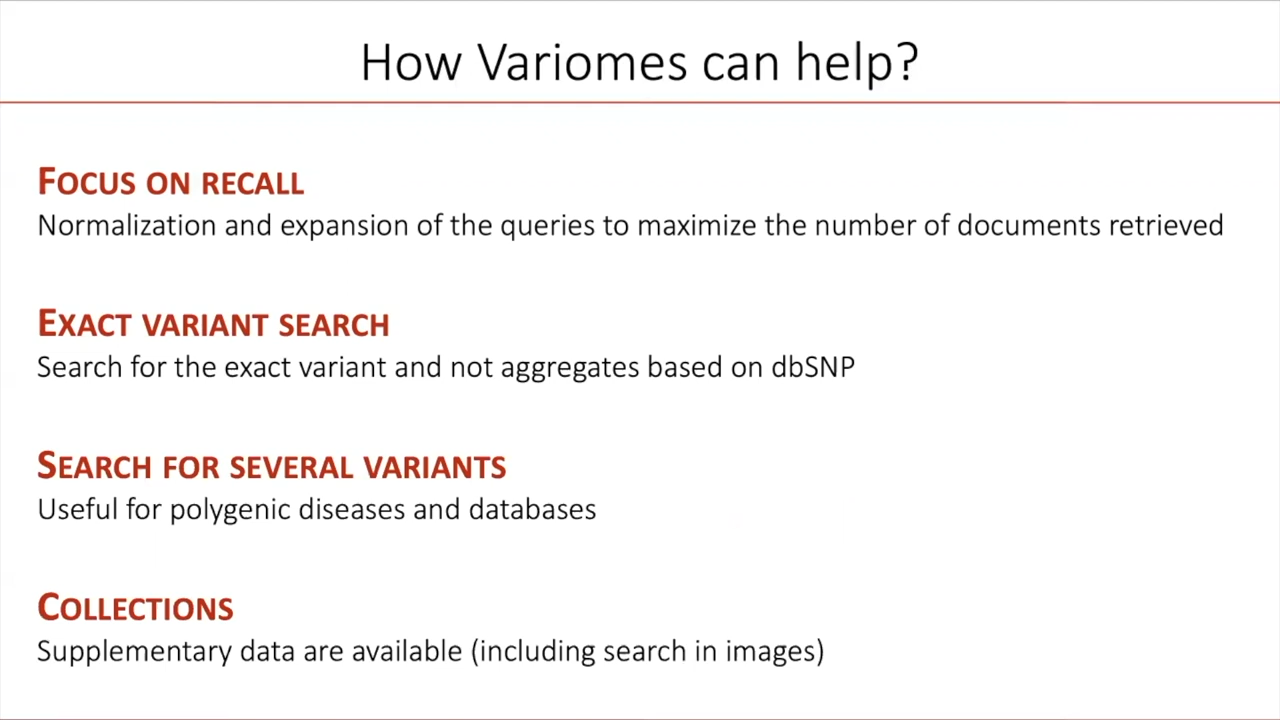 How Variomes can help?
FOCUS ON RECALL
Normalization and expansion of the queries to maximize the number of documents retrieved
EXACT VARIANT SEARCH
Search for the exact variant and not aggregates based on dbSNP
SEARCH FOR SEVERAL VARIANTS
Useful for polygenic diseases and databases
COLLECTIONS
Supplementary data are available (including search in images)